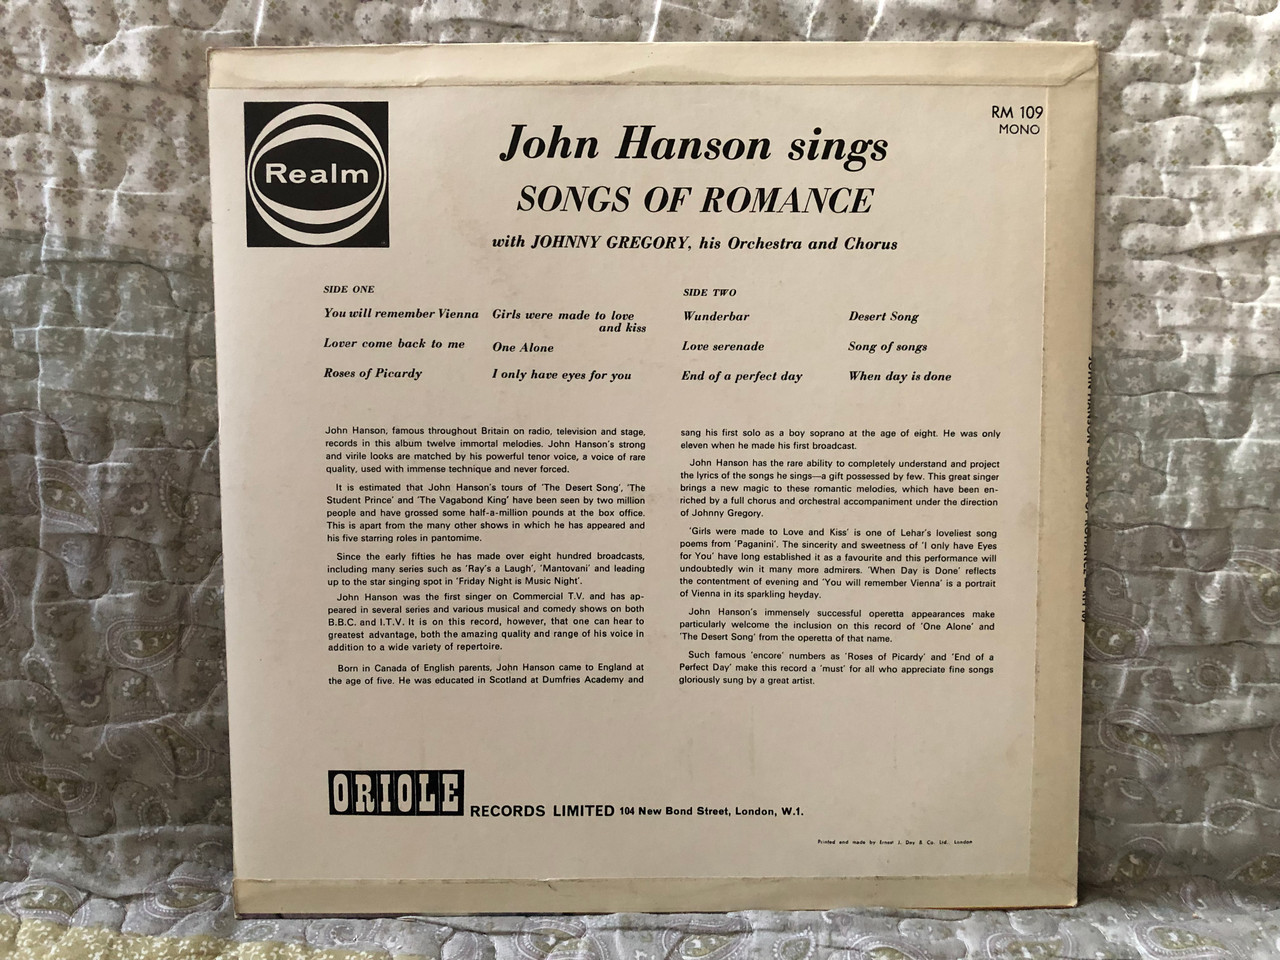 Realm
RM 109
MONO
John Hanson sings
SONGS OF ROMANCE
with JOHNNY GREGORY, his Orchestra and Chorus
SIDE ONE
You will remember Vienna
Lover come back to me
Roses of Picardy
Girls were made to love
and kiss
One Alone
I only have eyes for you
SIDE TWO
Wunderbar
Love serenade
End of a perfect day
Desert Song
Song of songs
When day is done
John Hanson, famous throughout Britain on radio, television and stage,
records in this album twelve immortal melodies. John Hanson's strong
and virile looks are matched by his powerful tenor voice, a voice of rare
quality, used with immense technique and never forced.
It is estimated that John Hanson's tours of 'The Desert Song', 'The
Student Prince' and 'The Vagabond King' have been seen by two million
people and have grossed some half-a-million pounds at the box office.
This is apart from the many other shows in which he has appeared and
his five starring roles in pantomime.
Since the early fifties he has made over eight hundred broadcasts,
including many series such as 'Ray's a Laugh', 'Mantovani' and leading
up to the star singing spot in 'Friday Night is Music Night'.
John Hanson was the first singer on Commercial T.V. and has ap-
peared in several series and various musical and comedy shows on both
B.B.C. and I.T.V. It is on this record, however, that one can hear to
greatest advantage, both the amazing quality and range of his voice in
addition to a wide variety of repertoire.
Born in Canada of English parents, John Hanson came to England at
the age of five. He was educated in Scotland at Dumfries Academy and
sang his first solo as a boy soprano at the age of eight. He was only
eleven when he made his first broadcast.
John Hanson has the rare ability to completely understand and project
the lyrics of the songs he sings—a gift possessed by few. This great singer
brings a new magic to these romantic melodies, which have been en-
riched by a full chorus and orchestral accompaniment under the direction
of Johnny Gregory.
'Girls were made to Love and Kiss' is one of Lehar's loveliest song
poems from 'Paganini'. The sincerity and sweetness of 'I only have Eyes
for You' have long established it as a favourite and this performance will
undoubtedly win it many more admirers. 'When Day is Done' reflects
the contentment of evening and 'You will remember Vienna' is a portrait
of Vienna in its sparkling heyday.
John Hanson's immensely successful operetta appearances make
particularly welcome the inclusion on this record of 'One Alone' and
'The Desert Song' from the operetta of that name.
Such famous 'encore' numbers as 'Roses of Picardy' and 'End of a
Perfect Day' make this record a 'must' for all who appreciate fine songs
gloriously sung by a great artist.
ORIOLE RECORDS LIMITED 104 New Bond Street, London, W.1.
Printed and made by Ernest J. Day & Co. Ltd. London